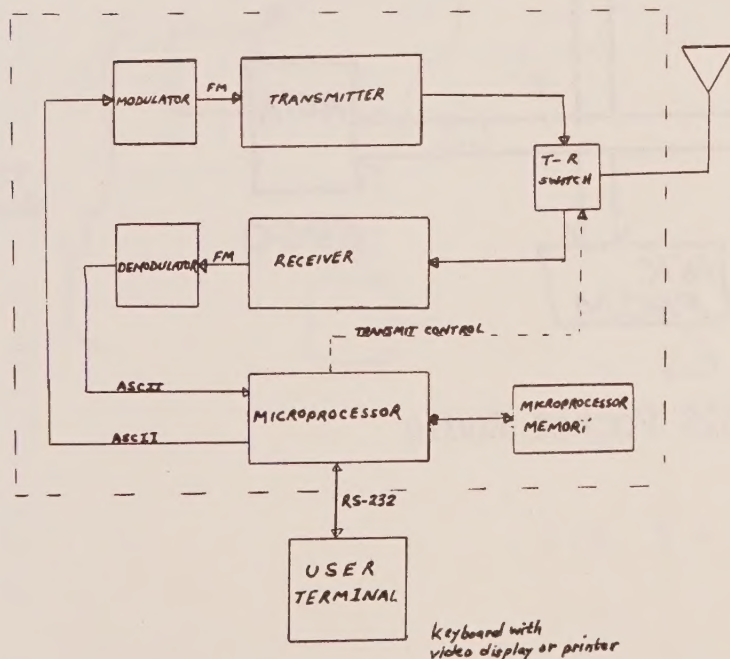 MODULATOR
FM
TRANSMITTER
T-R
SWITCH
DEMODULATOR
FM
RECEIVER
TRANSMIT CONTROL
ASCII
MICROPROCESSOR
MICROPROCESSOR
MEMORY
ASCII
RS-232
USER
TERMINAL
keyboard with
video display or printer